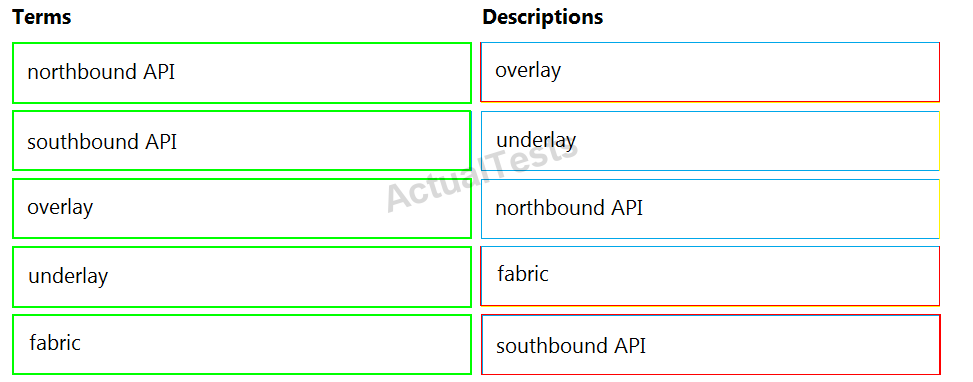 Terms Descriptions
northbound API overlay
southbound API underlay
ActualTests
overlay northbound API
underlay fabric
fabric southbound API